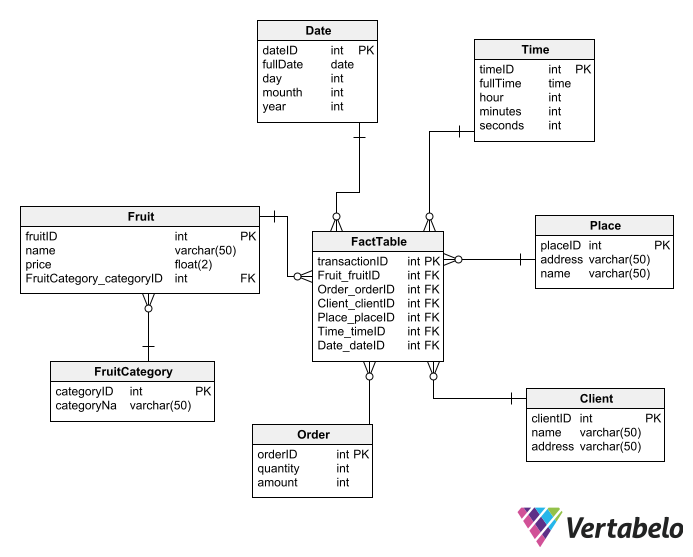 Date
dateID int PK
fullDate date
day int
mounth int
year int
Time
timeID int PK
fullTime time
hour int
minutes int
seconds int
Fruit
fruitID int PK
name varchar(50)
price float(2)
FruitCategory_categoryID int FK
FactTable
transactionID int PK
Fruit_fruitID int FK
Order_orderID int FK
Client_clientID int FK
Place_placeID int FK
Time_timeID int FK
Date_dateID int FK
Place
placeID int PK
address varchar(50)
name varchar(50)
FruitCategory
categoryID int PK
categoryNa varchar(50)
Client
clientID int PK
name varchar(50)
address varchar(50)
Order
orderID int PK
quantity int
amount int
Vertabelo